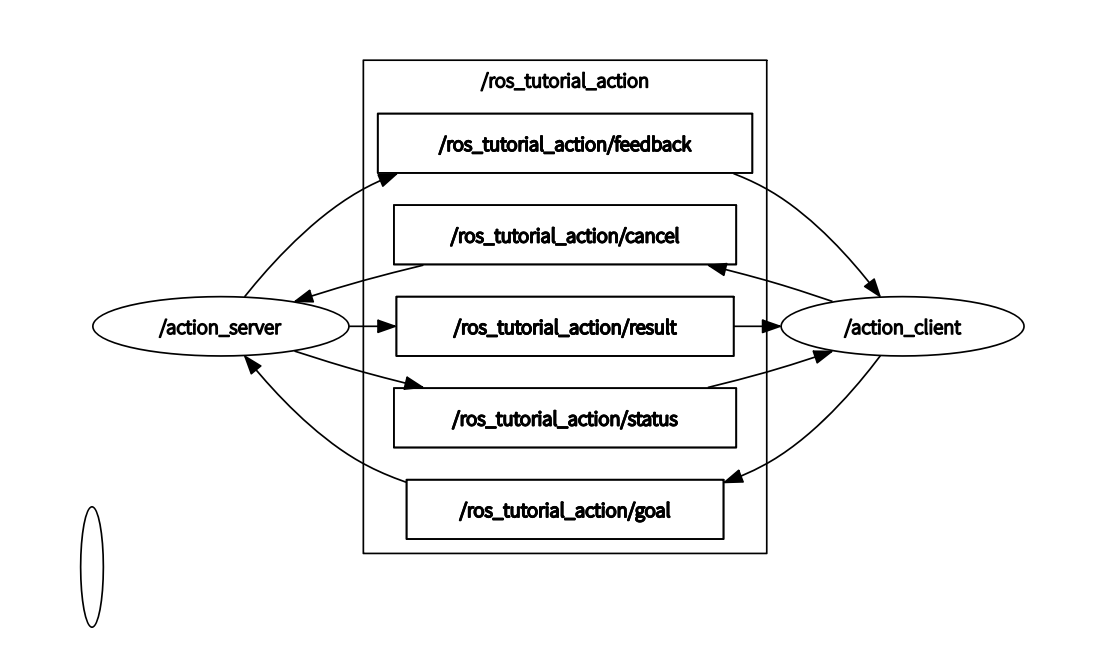 /ros_tutorial_action
/ros_tutorial_action/feedback
/ros_tutorial_action/cancel
/action_server
/ros_tutorial_action/result
/action_client
/ros_tutorial_action/status
/ros_tutorial_action/goal